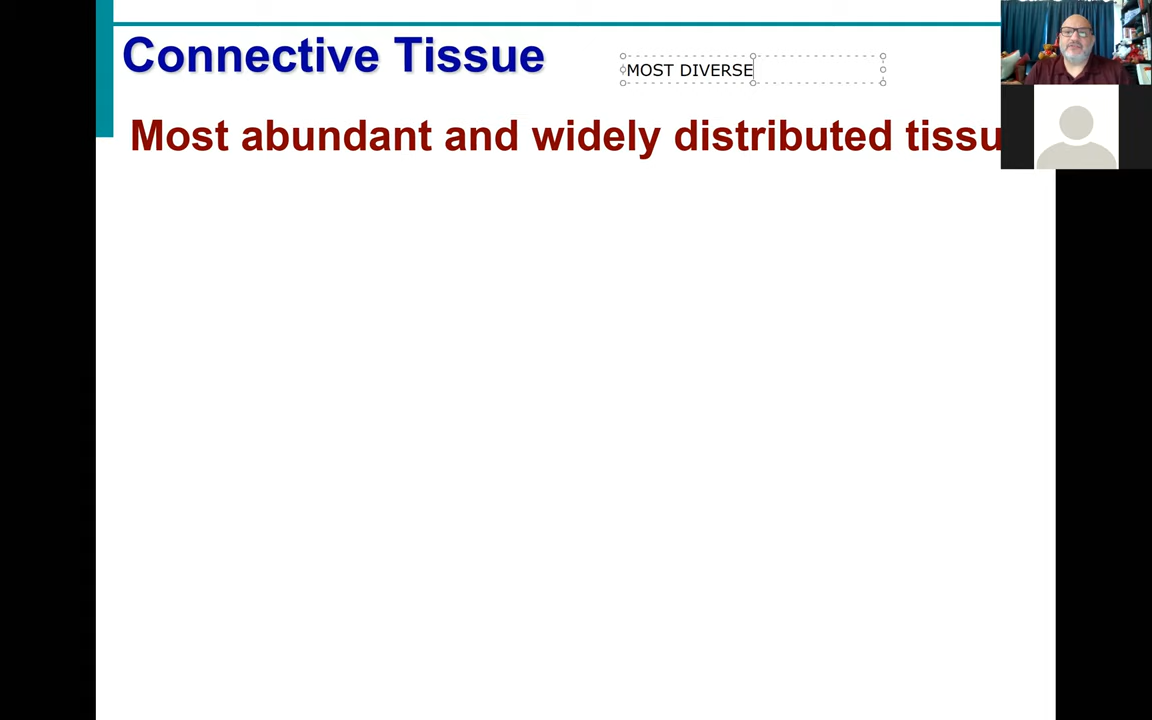 Connective Tissue
MOST DIVERSE
Most abundant and widely distributed tissu